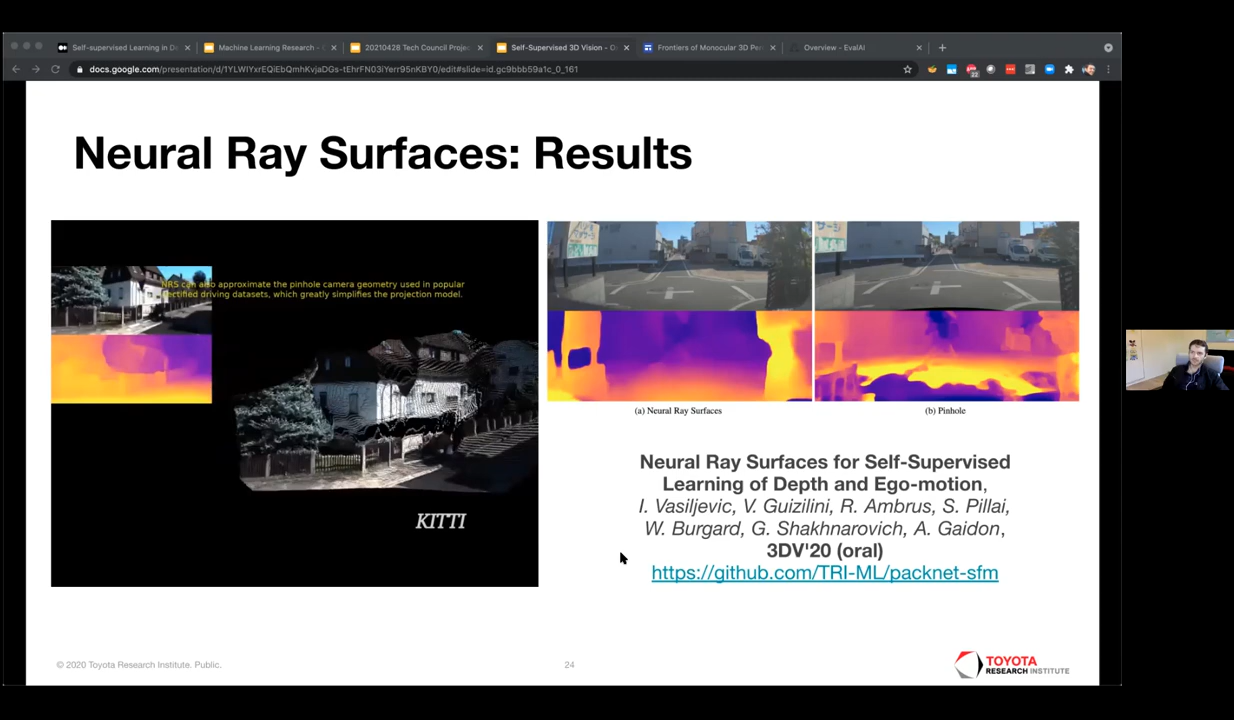 Self-supervised Learning in D
Machine Learning Research -
20210428 Tech Council Projec
Self-Supervised 3D Vision - O
Frontiers of Monocular 3D Per
Overview - EvalAI
docs.google.com/presentation/d/1YLWIYxrEQiEbQmhKvjaDGs-tEhrFN03iYerr95nKBY0/edit#slide=id.gc9bbb59a1c_0_161
22
Neural Ray Surfaces: Results
NRS can also approximate the pinhole camera geometry used in popular
rectified driving datasets, which greatly simplifies the projection model.
KITTI
(a) Neural Ray Surfaces
(b) Pinhole
Neural Ray Surfaces for Self-Supervised
Learning of Depth and Ego-motion,
I. Vasiljevic, V. Guizilini, R. Ambrus, S. Pillai,
W. Burgard, G. Shakhnarovich, A. Gaidon,
3DV'20 (oral)
https://github.com/TRI-ML/packnet-sfm
© 2020 Toyota Research Institute. Public.
24
TOYOTA
RESEARCH INSTITUTE